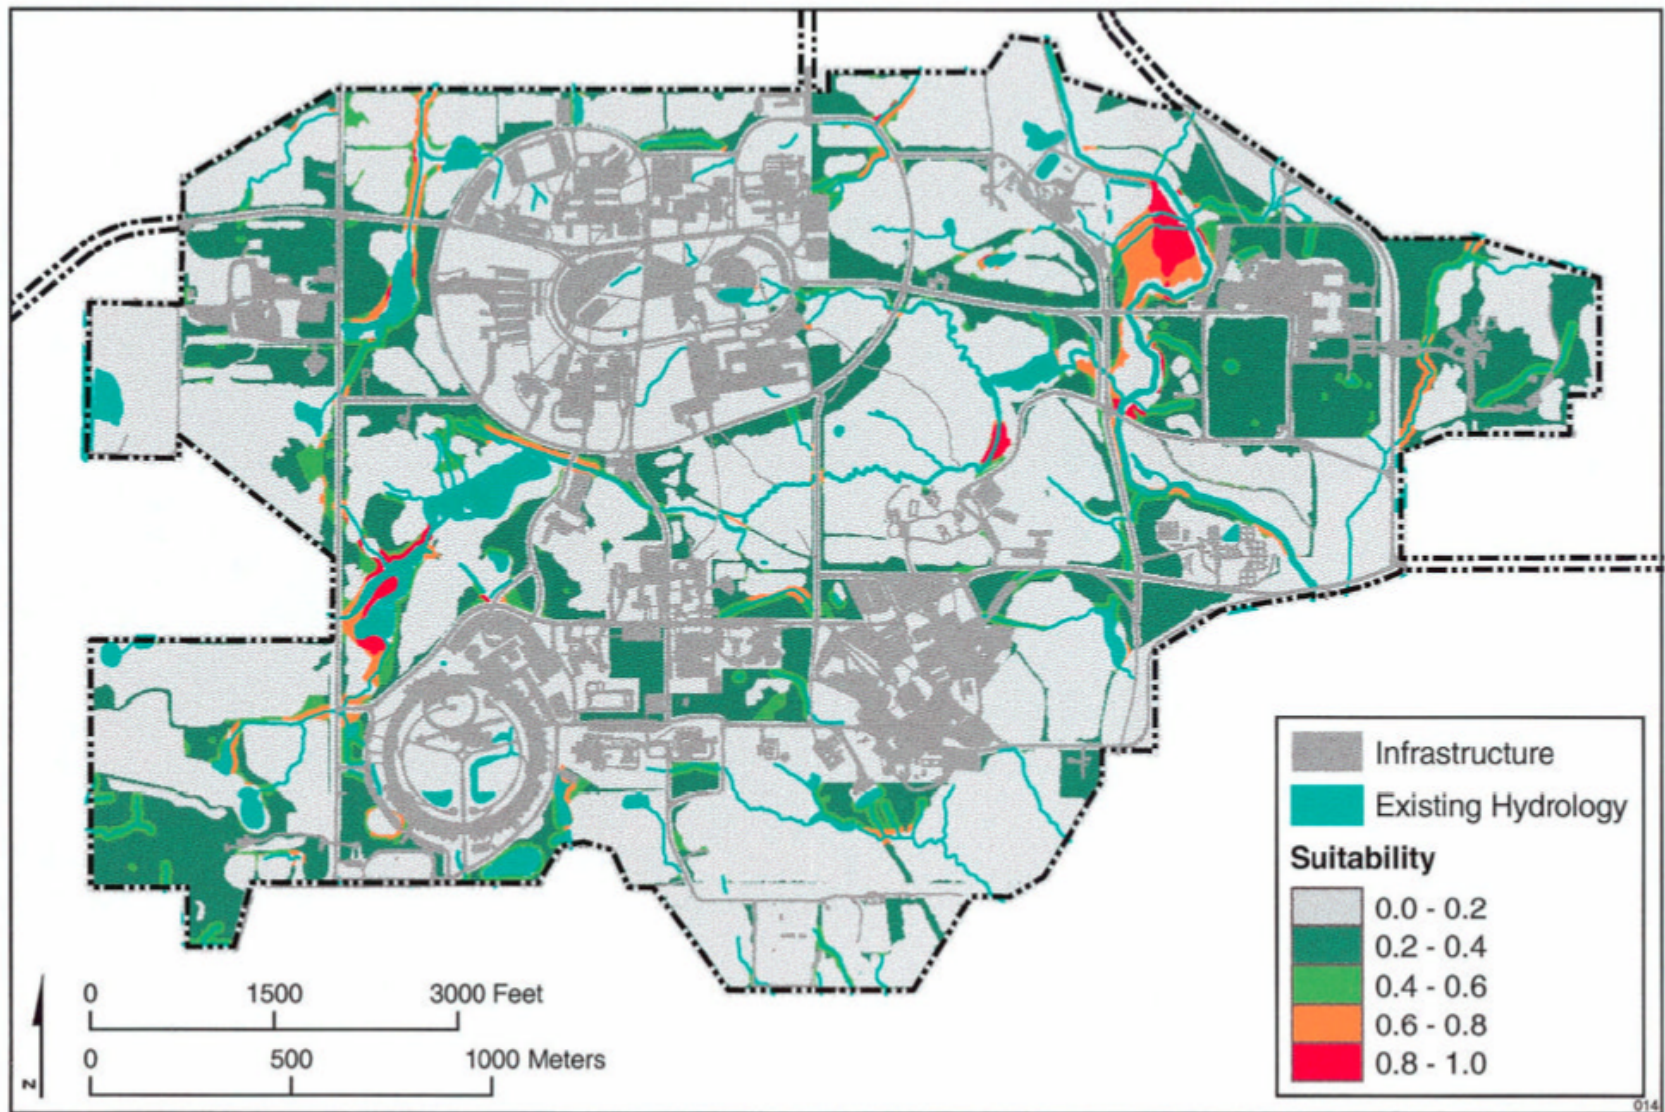 Infrastructure
Existing Hydrology
Suitability
0.0 - 0.2
0.2 - 0.4
0.4 - 0.6
0.6 - 0.8
0.8 - 1.0
0 1500 3000 Feet
0 500 1000 Meters
N
014